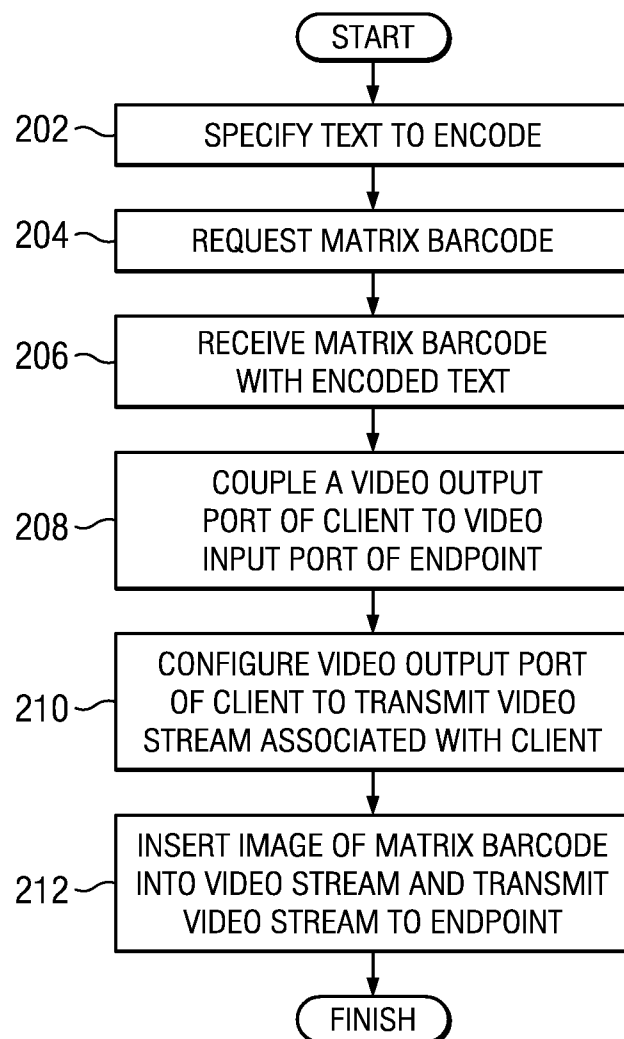 START
202
SPECIFY TEXT TO ENCODE
204
REQUEST MATRIX BARCODE
206
RECEIVE MATRIX BARCODE
WITH ENCODED TEXT
208
COUPLE A VIDEO OUTPUT
PORT OF CLIENT TO VIDEO
INPUT PORT OF ENDPOINT
210
CONFIGURE VIDEO OUTPUT PORT
OF CLIENT TO TRANSMIT VIDEO
STREAM ASSOCIATED WITH CLIENT
212
INSERT IMAGE OF MATRIX BARCODE
INTO VIDEO STREAM AND TRANSMIT
VIDEO STREAM TO ENDPOINT
FINISH